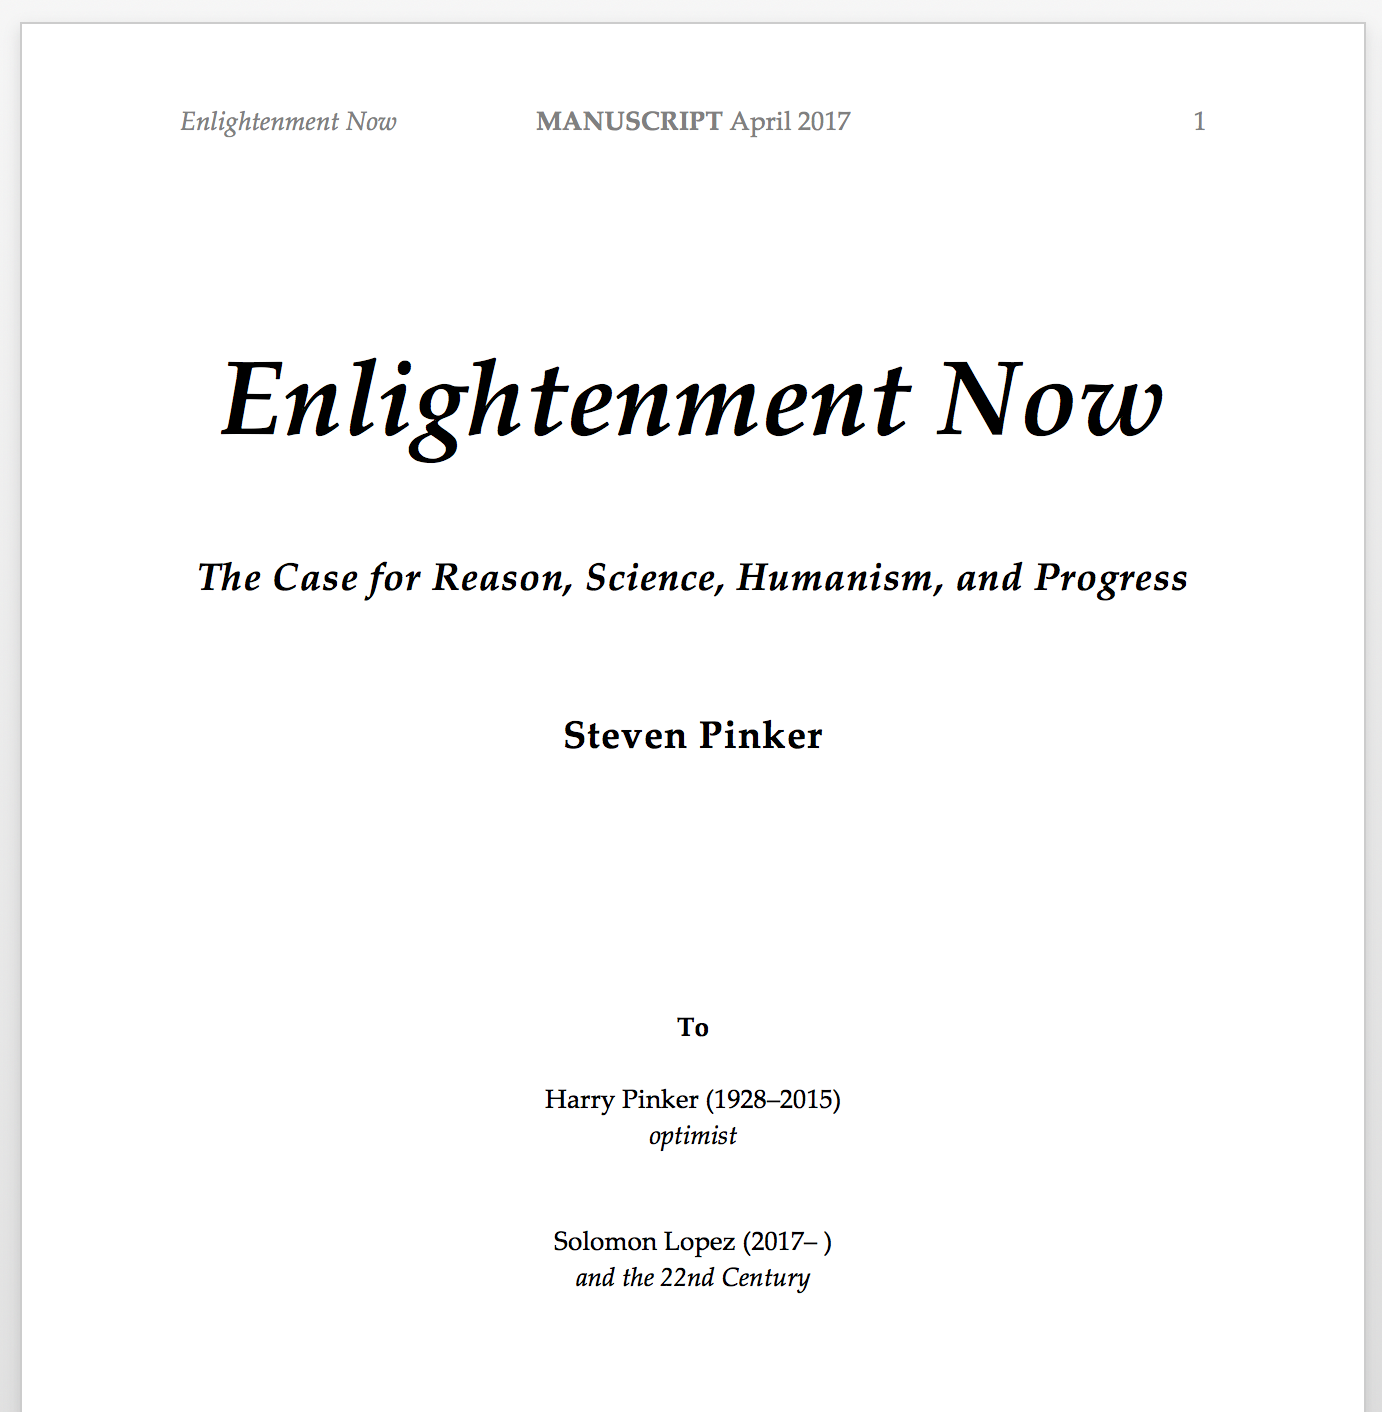 Enlightenment Now MANUSCRIPT April 2017 1
Enlightenment Now
The Case for Reason, Science, Humanism, and Progress
Steven Pinker
To
Harry Pinker (1928–2015)
optimist
Solomon Lopez (2017– )
and the 22nd Century